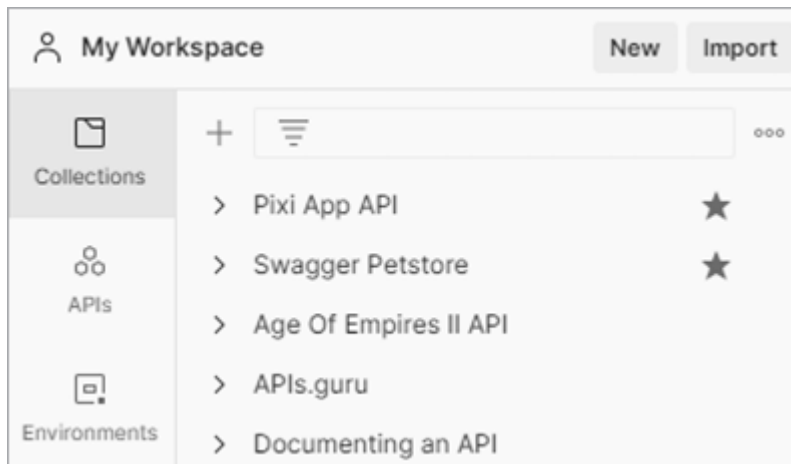 My Workspace
New
Import
Collections
APIs
Environments
Pixi App API
Swagger Petstore
Age Of Empires II API
APIs.guru
Documenting an API